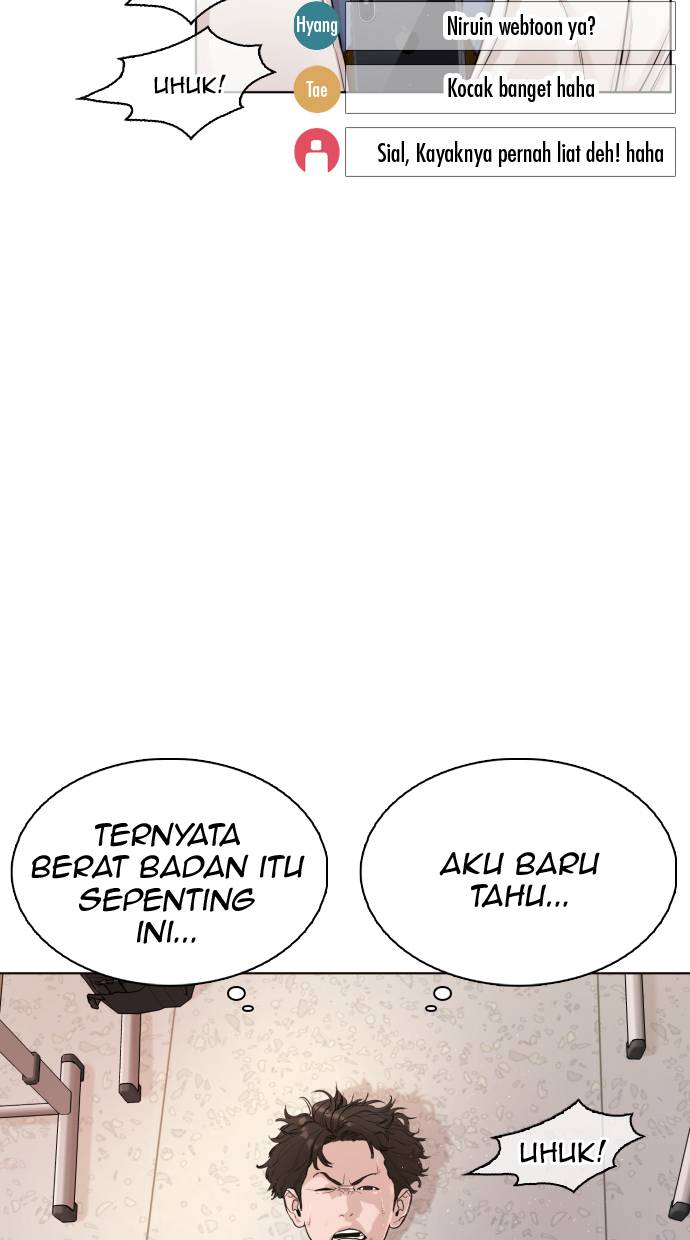 Hyang
Niruin webtoon ya?
UHUK!
Tae
Kocak banget haha
Sial, Kayaknya pernah liat deh! haha
TERNYATA
BERAT BADAN ITU
SEPENTING
INI...
AKU BARU
TAHU...
UHUK!